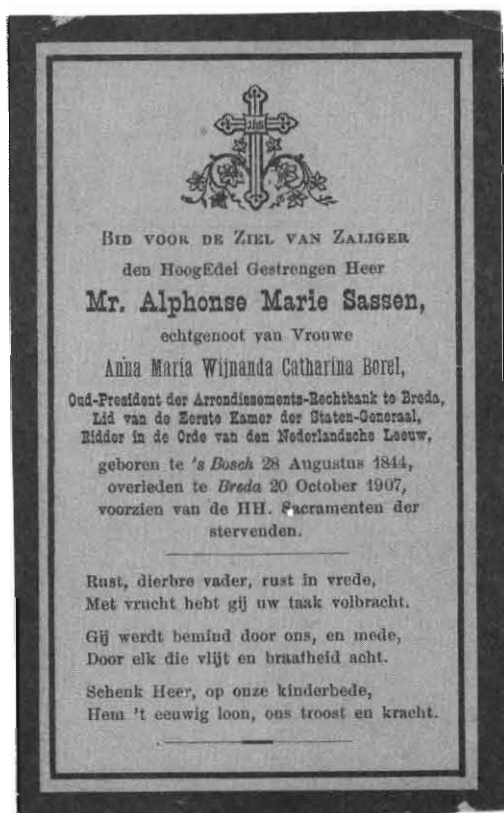 IHS
BID VOOR DE ZIEL VAN ZALIGER
den HoogEdel Gestrengen Heer
Mr. Alphonse Marie Sassen,
echtgenoot van Vrouwe
Anna Maria Wijnanda Catharina Borel,
Oud-President der Arrondissements-Rechtbank te Breda,
Lid van de Eerste Kamer der Staten-Generaal,
Ridder in de Orde van den Nederlandsche Leeuw,
geboren te 's Bosch 28 Augustus 1844,
overleden te Breda 20 October 1907,
voorzien van de HH. Sacramenten der
stervenden.
Rust, dierbre vader, rust in vrede,
Met vrucht hebt gij uw taak volbracht.
Gij werdt bemind door ons, en mede,
Door elk die vlijt en braafheid acht.
Schenk Heer, op onze kinderbede,
Hem 't eeuwig loon, ons troost en kracht.